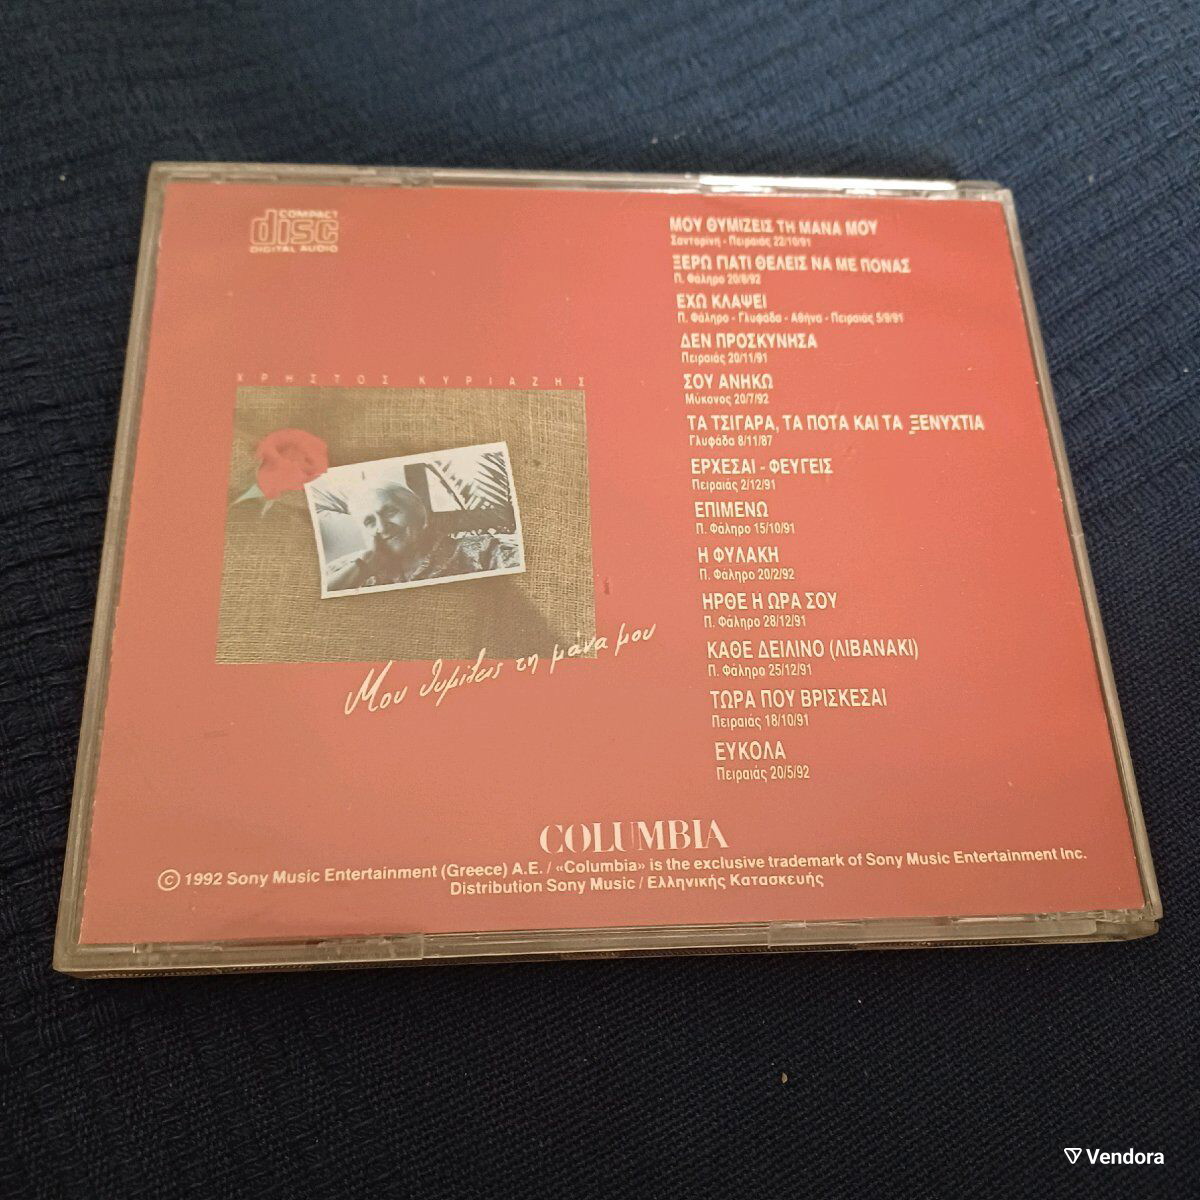 COMPACT
disc
DIGITAL AUDIO
ΧΡΗΣΤΟΣ ΚΥΡΙΑΖΗΣ
Μου θυμίζεις τη μάνα μου
ΜΟΥ ΘΥΜΙΖΕΙΣ ΤΗ ΜΑΝΑ ΜΟΥ
Σαντορίνη - Πειραιάς 22/10/91
ΞΕΡΩ ΓΙΑΤΙ ΘΕΛΕΙΣ ΝΑ ΜΕ ΠΟΝΑΣ
Π. Φάληρο 20/8/92
ΕΧΩ ΚΛΑΨΕΙ
Π. Φάληρο - Γλυφάδα - Αθήνα - Πειραιάς 5/9/91
ΔΕΝ ΠΡΟΣΚΥΝΗΣΑ
Πειραιάς 20/11/91
ΣΟΥ ΑΝΗΚΩ
Μύκονος 20/7/92
ΤΑ ΤΣΙΓΑΡΑ, ΤΑ ΠΟΤΑ ΚΑΙ ΤΑ ΞΕΝΥΧΤΙΑ
Γλυφάδα 8/11/87
ΕΡΧΕΣΑΙ - ΦΕΥΓΕΙΣ
Πειραιάς 2/12/91
ΕΠΙΜΕΝΩ
Π. Φάληρο 15/10/91
Η ΦΥΛΑΚΗ
Π. Φάληρο 20/2/92
ΗΡΘΕ Η ΩΡΑ ΣΟΥ
Π. Φάληρο 28/12/91
ΚΑΘΕ ΔΕΙΛΙΝΟ (ΛΙΒΑΝΑΚΙ)
Π. Φάληρο 25/12/91
ΤΩΡΑ ΠΟΥ ΒΡΙΣΚΕΣΑΙ
Πειραιάς 18/10/91
ΕΥΚΟΛΑ
Πειραιάς 20/5/92
COLUMBIA
© 1992 Sony Music Entertainment (Greece) A.E. / «Columbia» is the exclusive trademark of Sony Music Entertainment Inc.
Distribution Sony Music / Ελληνικής Κατασκευής
Vendora